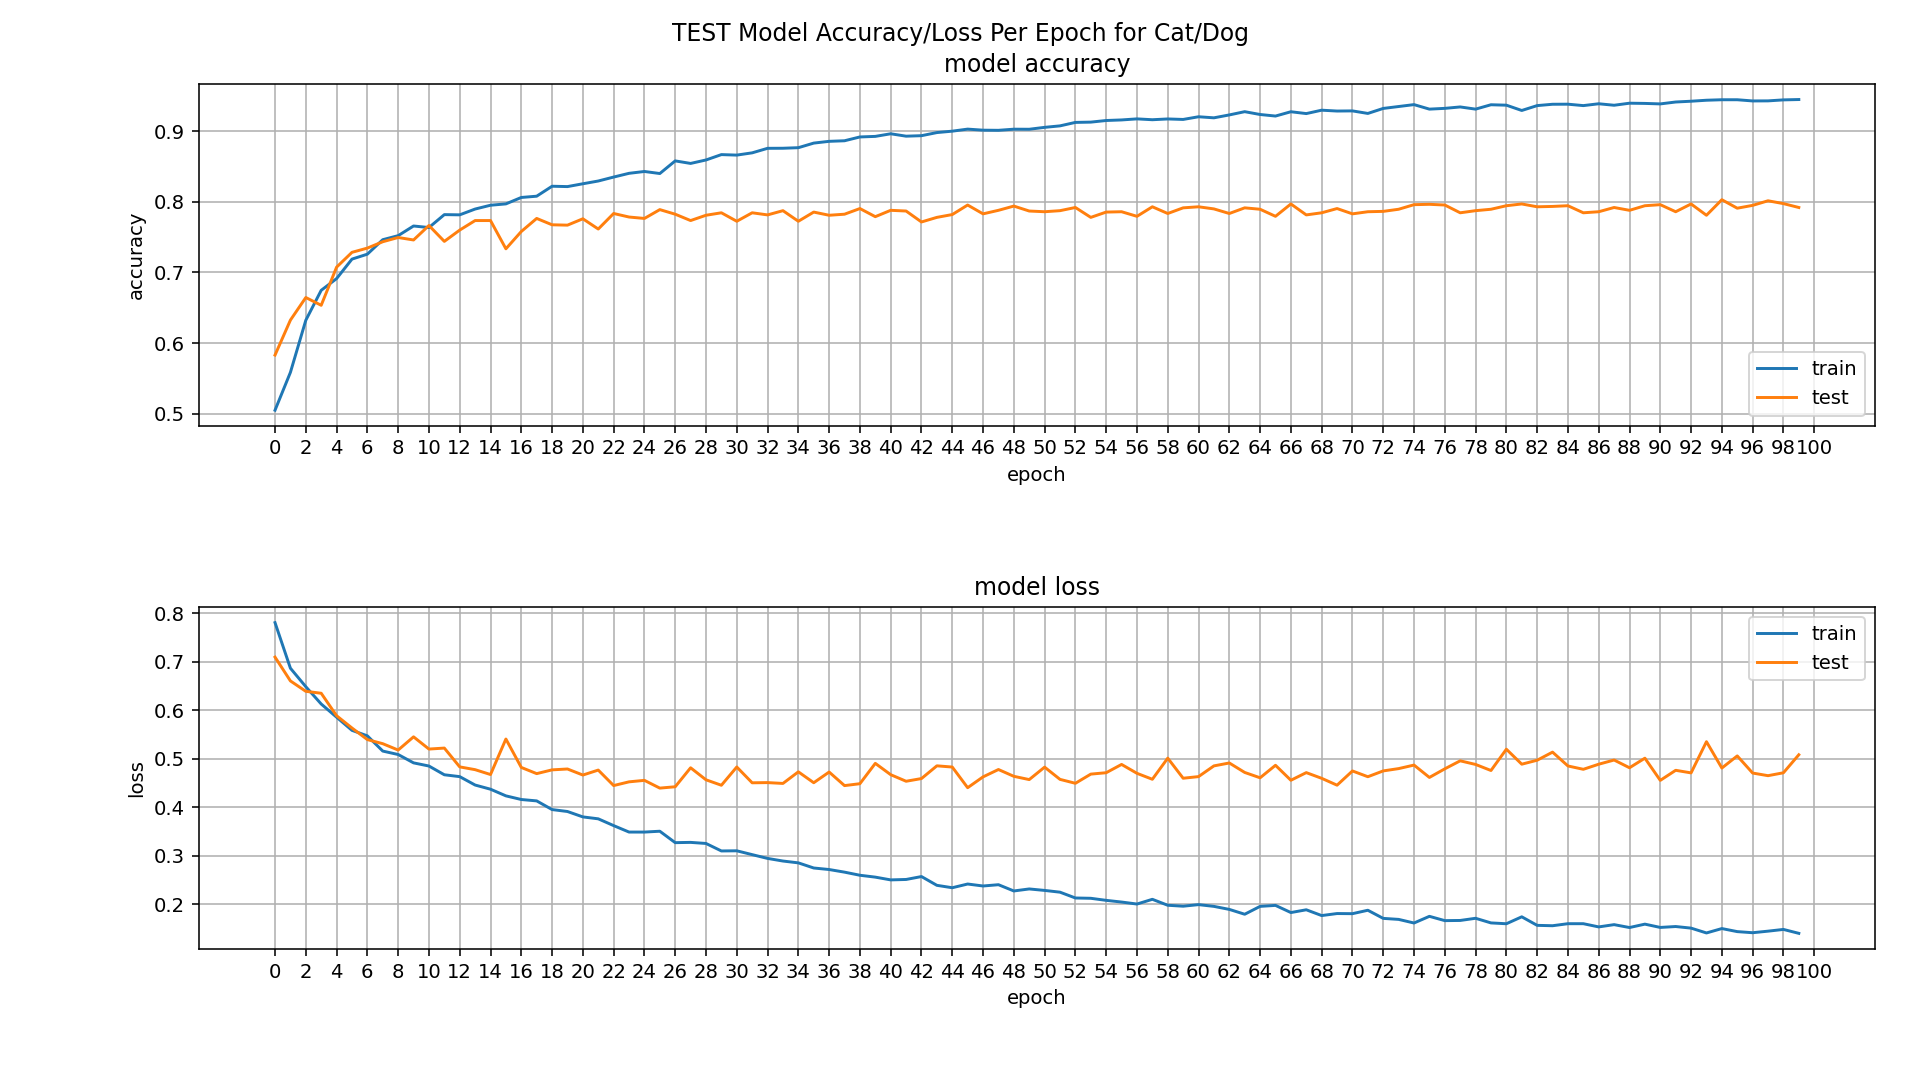 TEST Model Accuracy/Loss Per Epoch for Cat/Dog
model accuracy
accuracy
0.9
0.8
0.7
0.6
0.5
train
test
0 2 4 6 8 10 12 14 16 18 20 22 24 26 28 30 32 34 36 38 40 42 44 46 48 50 52 54 56 58 60 62 64 66 68 70 72 74 76 78 80 82 84 86 88 90 92 94 96 98 100
epoch
model loss
loss
0.8
0.7
0.6
0.5
0.4
0.3
0.2
train
test
0 2 4 6 8 10 12 14 16 18 20 22 24 26 28 30 32 34 36 38 40 42 44 46 48 50 52 54 56 58 60 62 64 66 68 70 72 74 76 78 80 82 84 86 88 90 92 94 96 98 100
epoch